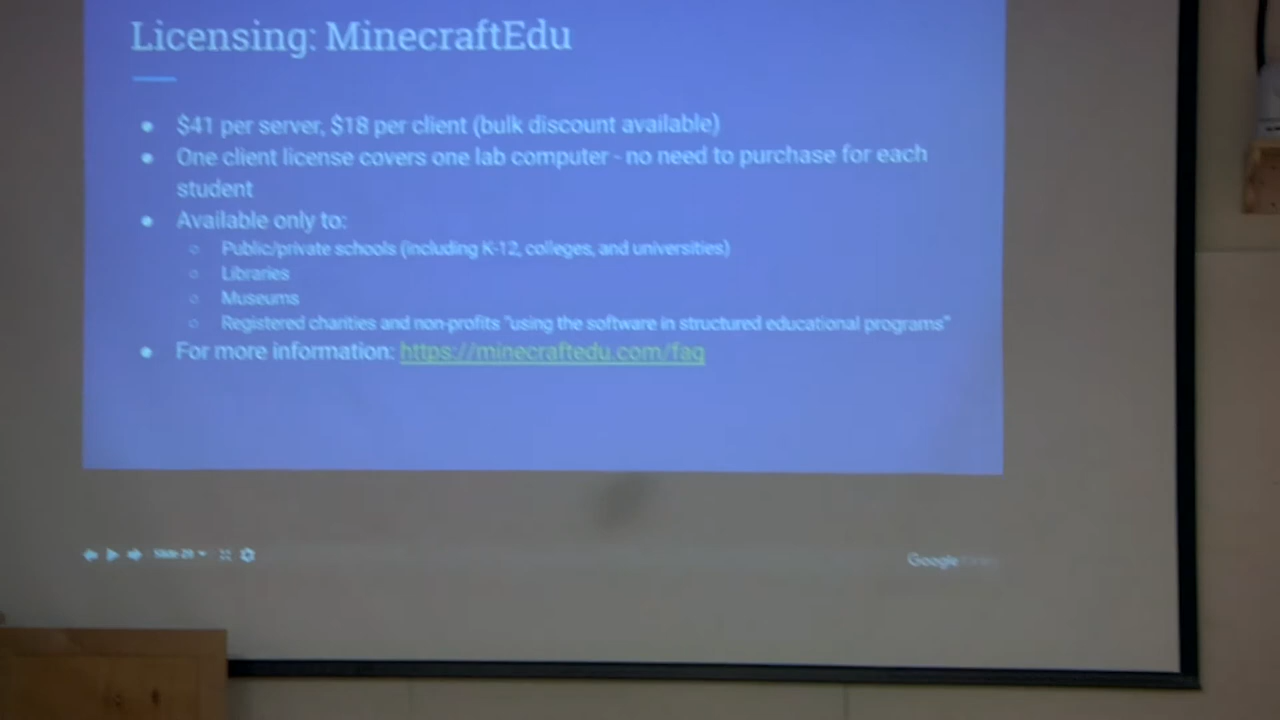 Licensing: MinecraftEdu
● $41 per server, $18 per client (bulk discount available)
● One client license covers one lab computer - no need to purchase for each
student
● Available only to:
○ Public/private schools (including K-12, colleges, and universities)
○ Libraries
○ Museums
○ Registered charities and non-profits "using the software in structured educational programs"
● For more information: https://minecraftedu.com/faq
Slide 29
Google